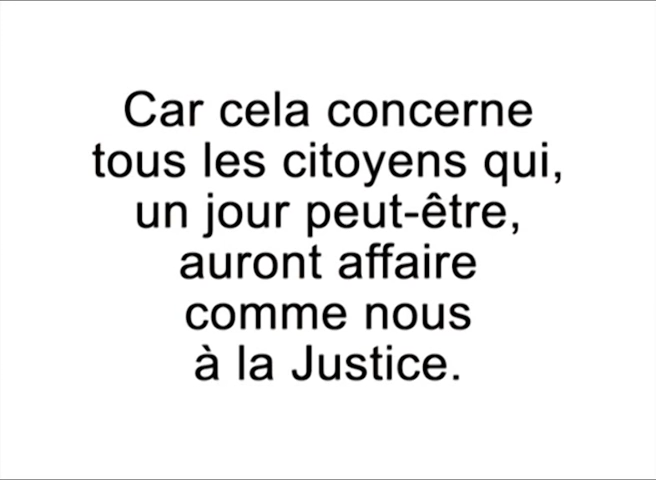 Car cela concerne
tous les citoyens qui,
un jour peut-être,
auront affaire
comme nous
à la Justice.